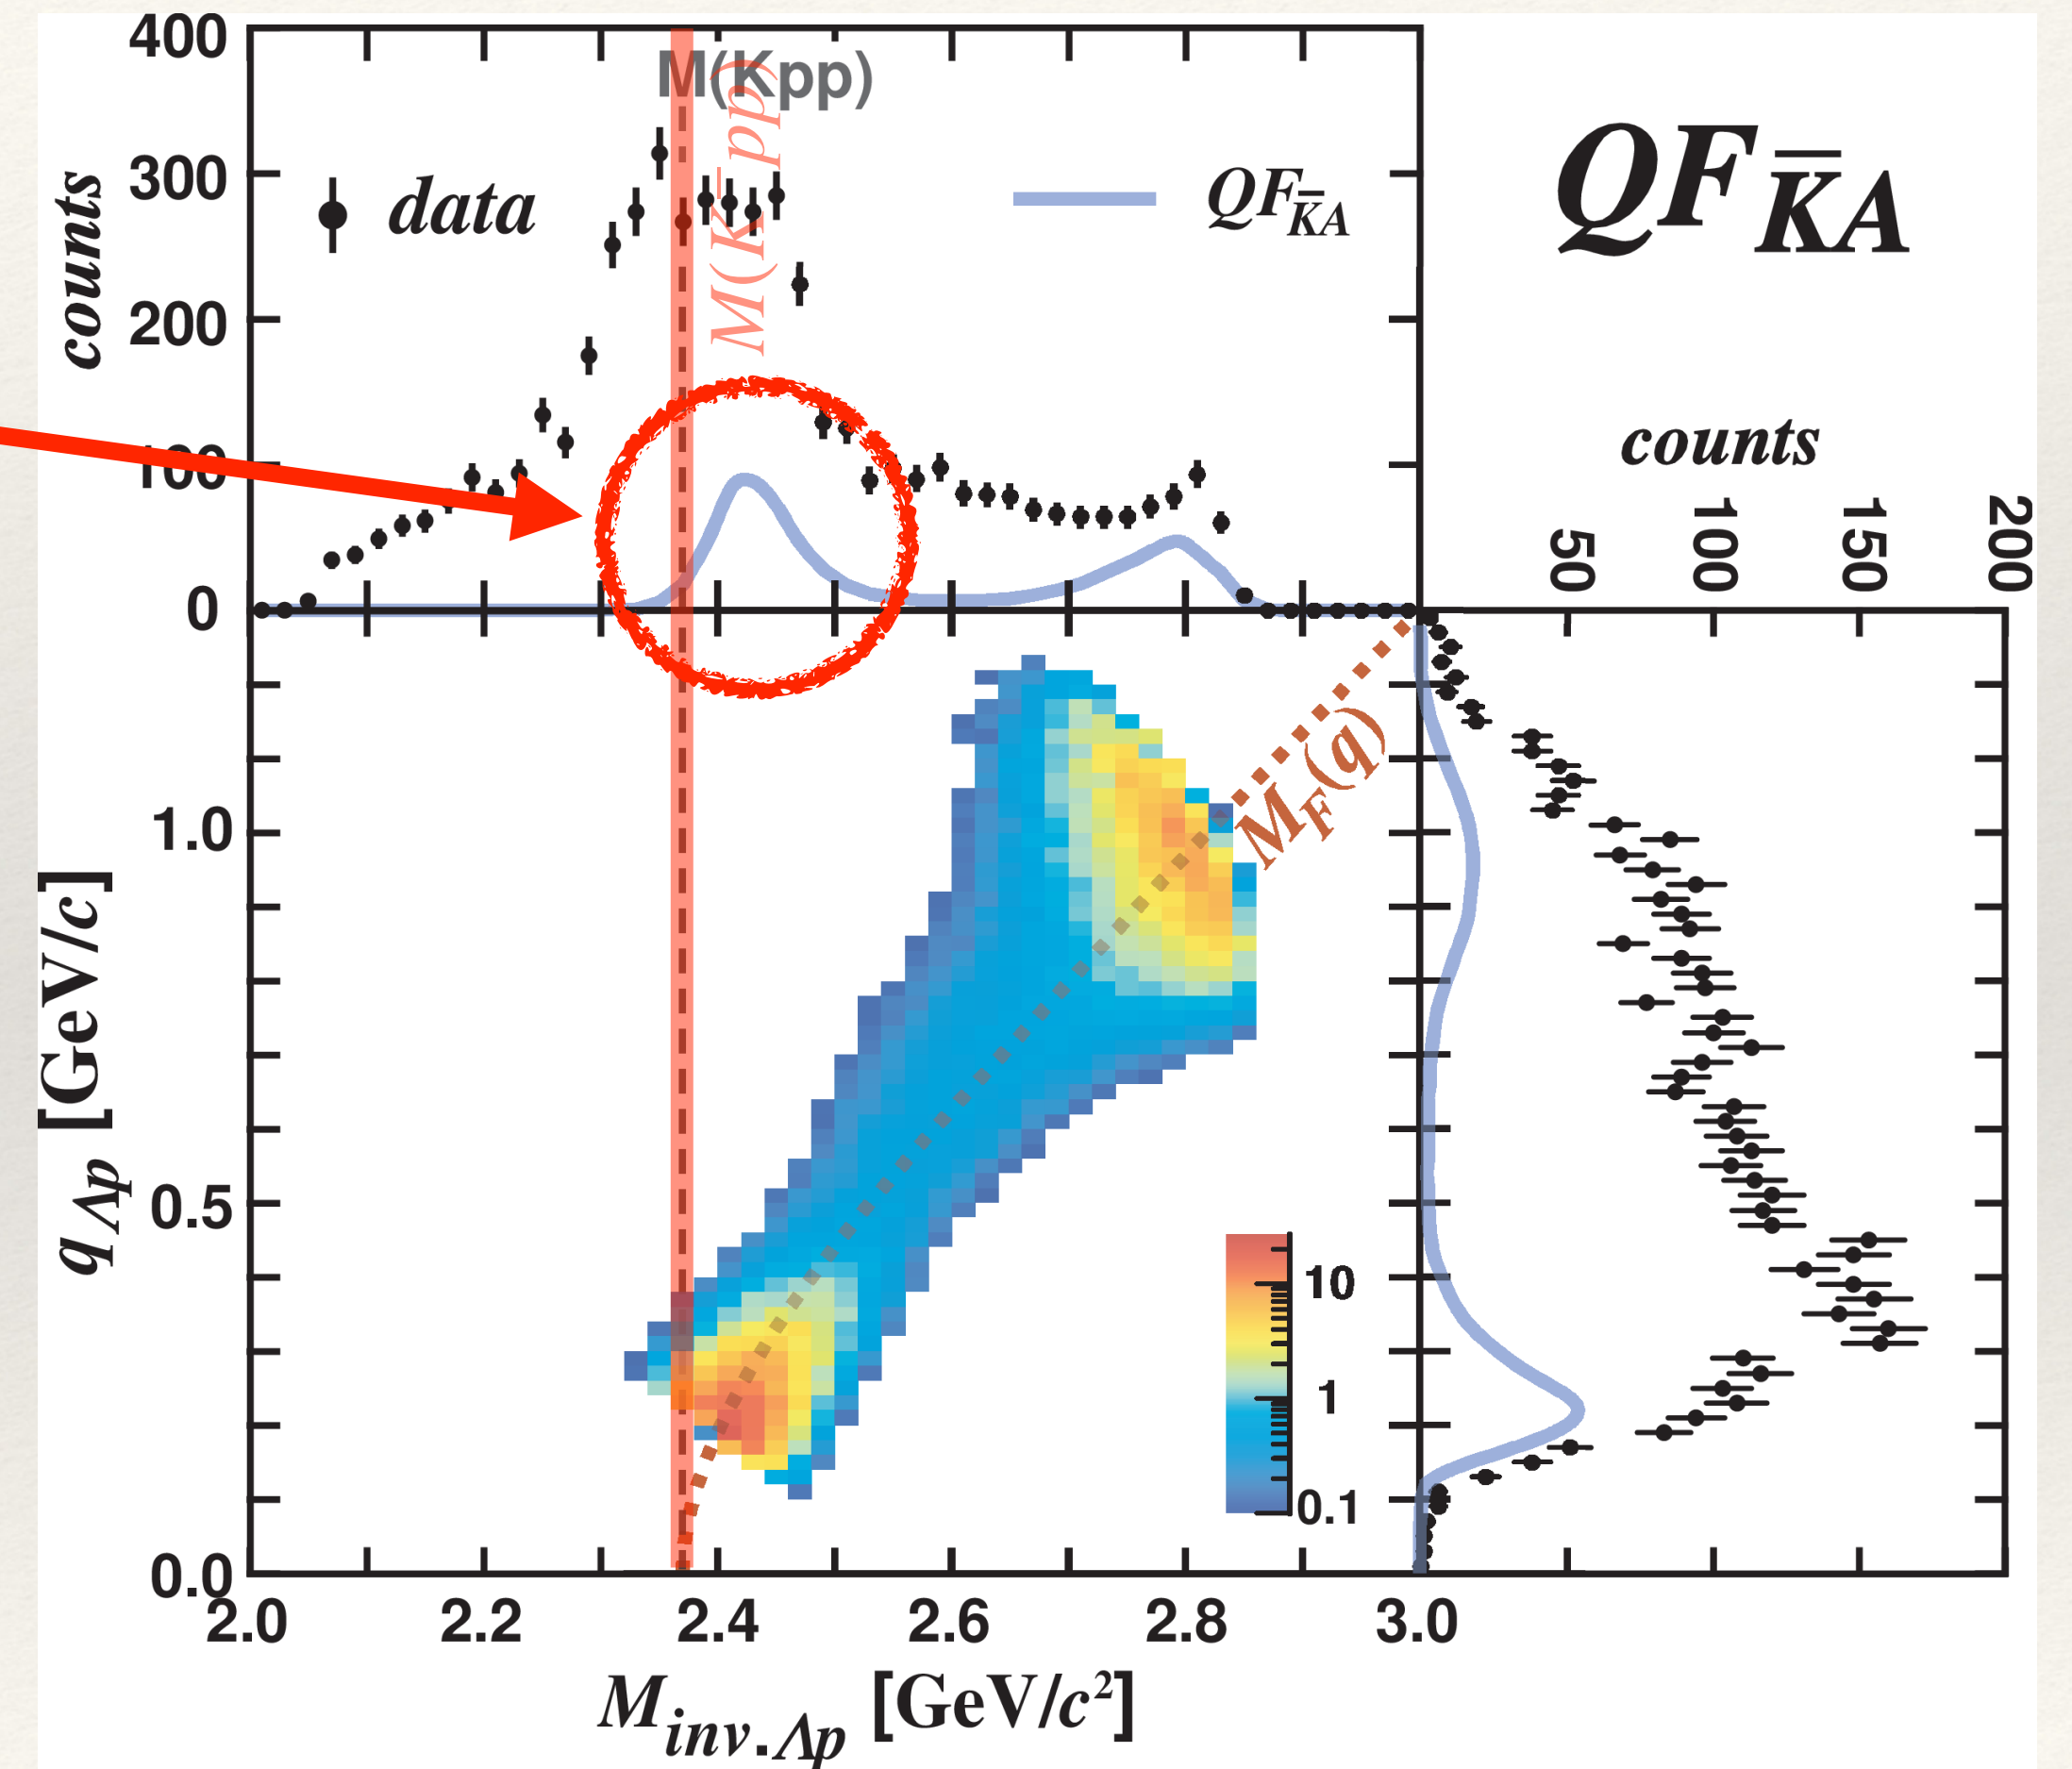 400
M(Kpp)
M(K̄pp)
300
data
QF_K̄A
QF_K̄A
counts
200
100
counts
0
50
100
150
200
M_F(q)
1.0
q_Λp [GeV/c]
0.5
10
1
0.1
0.0
2.0 2.2 2.4 2.6 2.8 3.0
M_inv.Λp [GeV/c²]